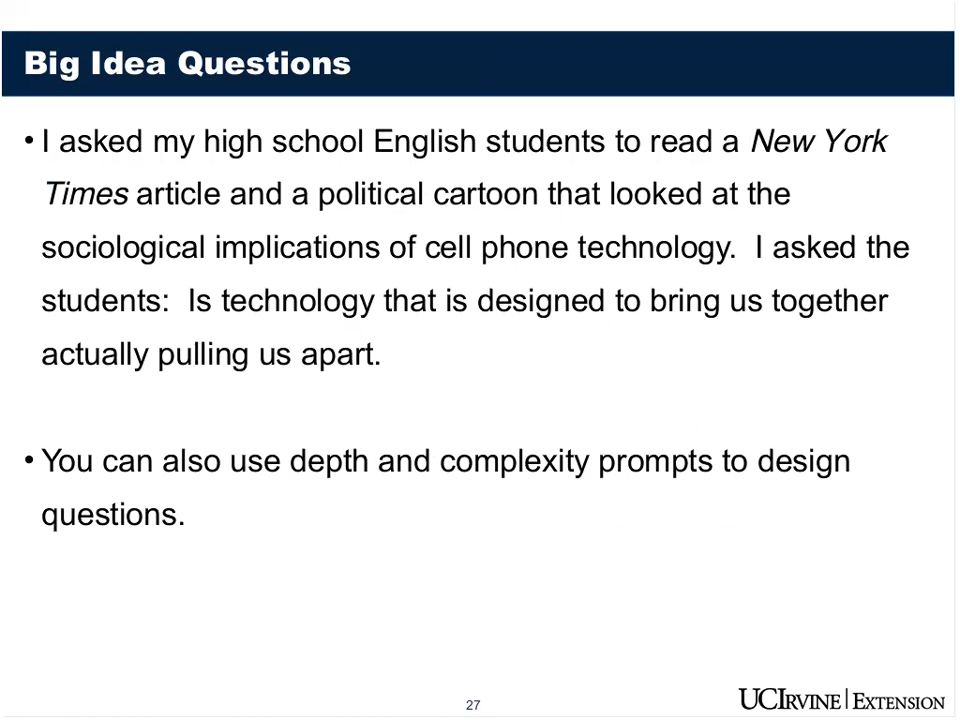 Big Idea Questions
• I asked my high school English students to read a New York
Times article and a political cartoon that looked at the
sociological implications of cell phone technology.  I asked the
students:  Is technology that is designed to bring us together
actually pulling us apart.
• You can also use depth and complexity prompts to design
questions.
27
UCIRVINE | EXTENSION